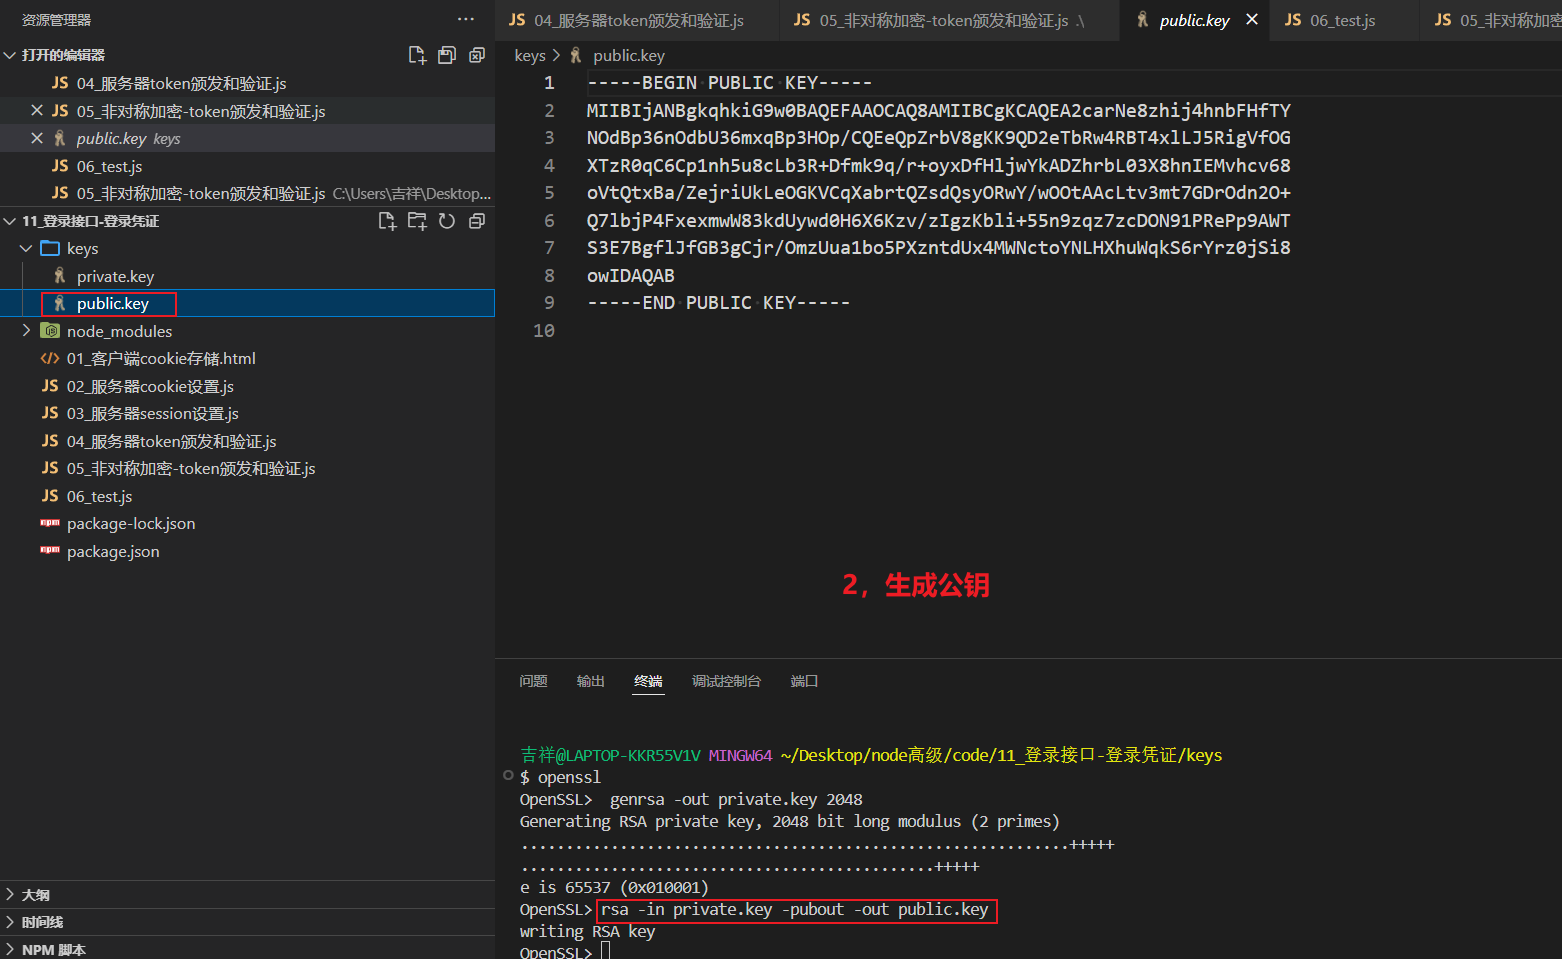 资源管理器
打开的编辑器
JS 04_服务器token颁发和验证.js
JS 05_非对称加密-token颁发和验证.js
public.key keys
JS 06_test.js
JS 05_非对称加密-token颁发和验证.js C:\Users\吉祥\Desktop...
11_登录接口-登录凭证
keys
private.key
public.key
node_modules
01_客户端cookie存储.html
JS 02_服务器cookie设置.js
JS 03_服务器session设置.js
JS 04_服务器token颁发和验证.js
JS 05_非对称加密-token颁发和验证.js
JS 06_test.js
package-lock.json
package.json
大纲
时间线
NPM 脚本
JS 04_服务器token颁发和验证.js
JS 05_非对称加密-token颁发和验证.js .\
public.key
JS 06_test.js
JS 05_非对称加密
keys > public.key
1 -----BEGIN PUBLIC KEY-----
2 MIIBIjANBgkqhkiG9w0BAQEFAAOCAQ8AMIIBCgKCAQEA2carNe8zhij4hnbFHfTY
3 NOdBp36nOdbU36mxqBp3HOp/CQEeQpZrbV8gKK9QD2eTbRw4RBT4xlLJ5RigVfOG
4 XTzR0qC6Cp1nh5u8cLb3R+Dfmk9q/r+oyxDfHljwYkADZhrbL03X8hnIEMvhcv68
5 oVtQtxBa/ZejriUkLeOGKVCqXabrtQZsdQsyORwY/wOOtAAcLtv3mt7GDrOdn2O+
6 Q7lbjP4FxexmwW83kdUywd0H6X6Kzv/zIgzKbli+55n9zqz7zcDON91PRePp9AWT
7 S3E7BgflJfGB3gCjr/OmzUua1bo5PXzntdUx4MWNctoYNLHXhuWqkS6rYrz0jSi8
8 owIDAQAB
9 -----END PUBLIC KEY-----
10
2，生成公钥
问题 输出 终端 调试控制台 端口
吉祥@LAPTOP-KKR55V1V MINGW64 ~/Desktop/node高级/code/11_登录接口-登录凭证/keys
$ openssl
OpenSSL>  genrsa -out private.key 2048
Generating RSA private key, 2048 bit long modulus (2 primes)
.............................................................+++++
..............................................+++++
e is 65537 (0x010001)
OpenSSL> rsa -in private.key -pubout -out public.key
writing RSA key
OpenSSL>